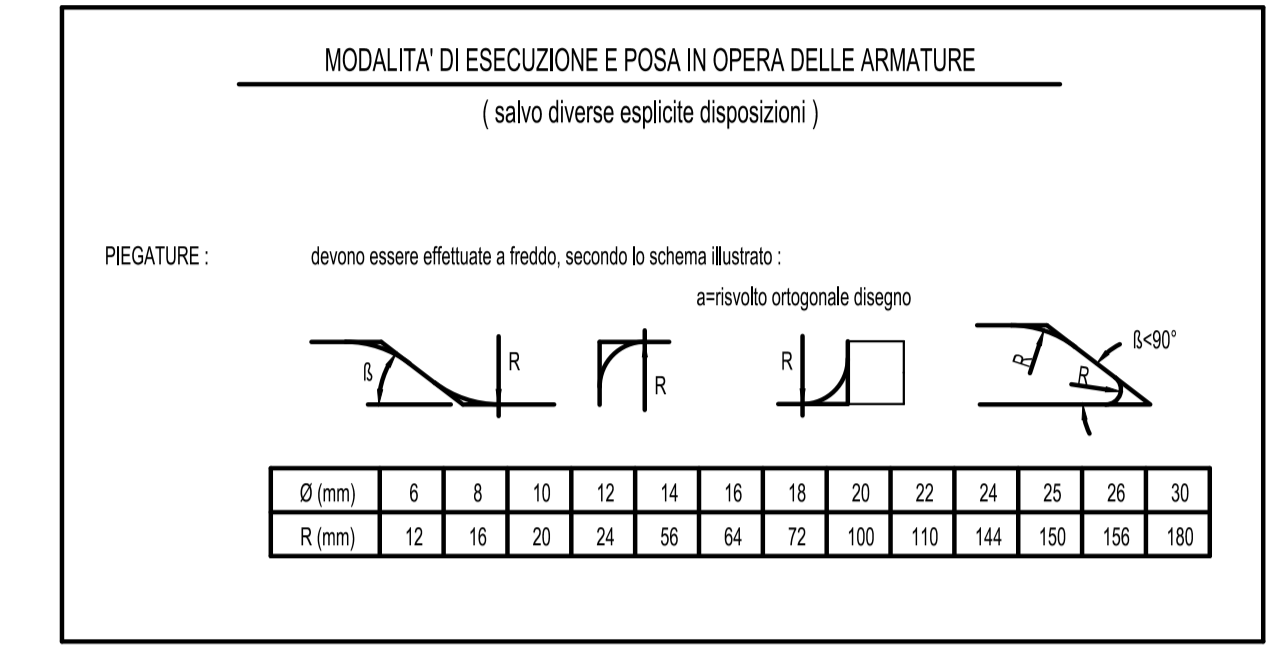 MODALITA' DI ESECUZIONE E POSA IN OPERA DELLE ARMATURE
( salvo diverse esplicite disposizioni )
PIEGATURE : devono essere effettuate a freddo, secondo lo schema illustrato :
a=risvolto ortogonale disegno
ß R R R R R ß<90°
Ø (mm) 6 8 10 12 14 16 18 20 22 24 25 26 30
R (mm) 12 16 20 24 56 64 72 100 110 144 150 156 180